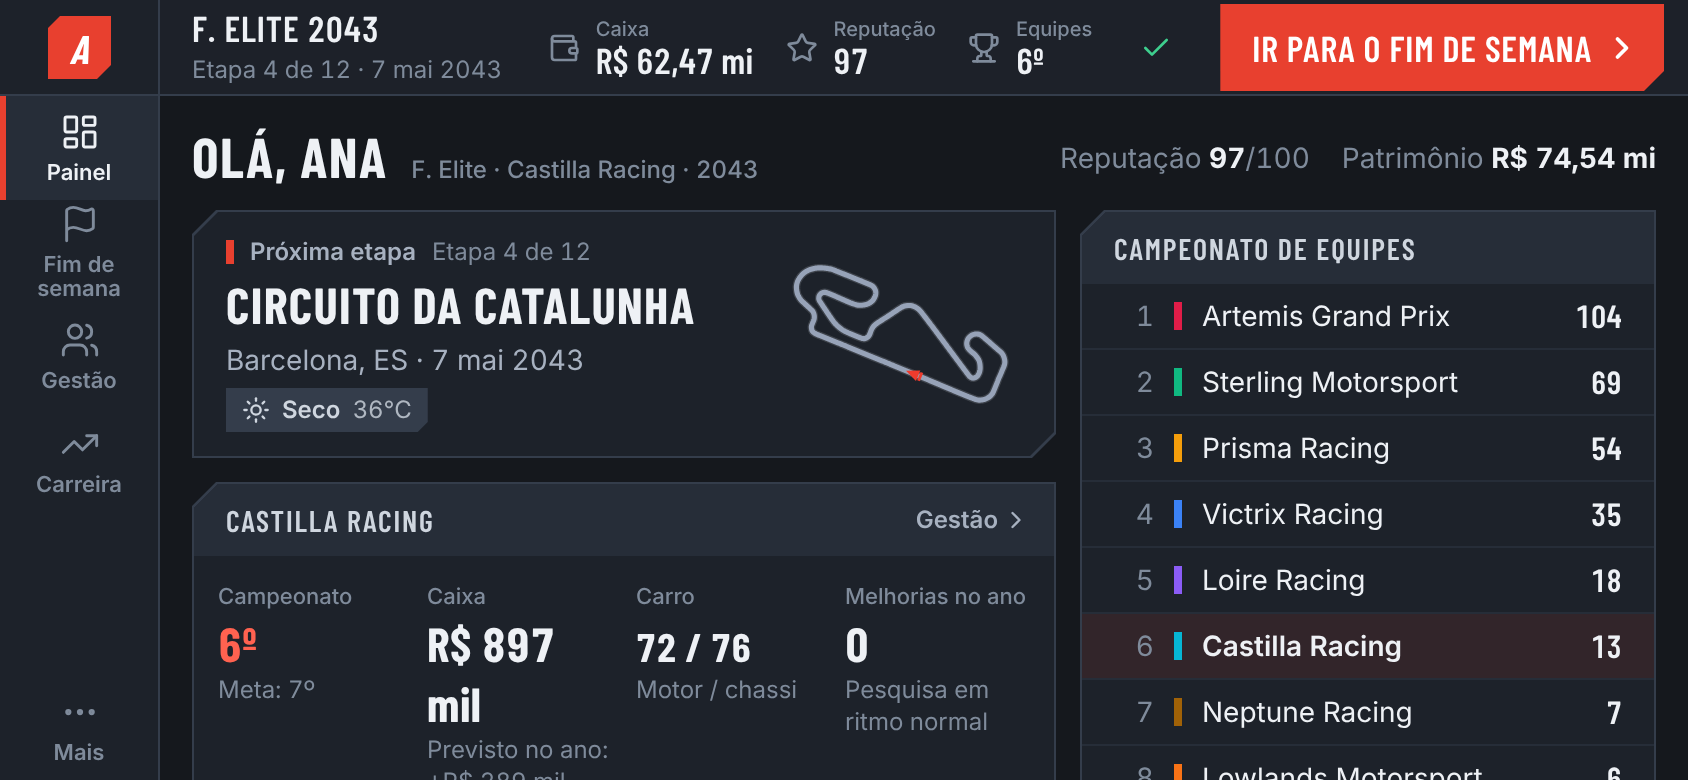 A
F. ELITE 2043
Etapa 4 de 12 · 7 mai 2043
Caixa
R$ 62,47 mi
Reputação
97
Equipes
6º
IR PARA O FIM DE SEMANA
Painel
Fim de
semana
Gestão
Carreira
Mais
OLÁ, ANA
F. Elite · Castilla Racing · 2043
Reputação 97/100
Patrimônio R$ 74,54 mi
Próxima etapa Etapa 4 de 12
CIRCUITO DA CATALUNHA
Barcelona, ES · 7 mai 2043
Seco 36°C
CASTILLA RACING
Gestão
Campeonato
6º
Meta: 7º
Caixa
R$ 897
mil
Previsto no ano:
+R$ 289 mil
Carro
72 / 76
Motor / chassi
Melhorias no ano
0
Pesquisa em
ritmo normal
CAMPEONATO DE EQUIPES
1 Artemis Grand Prix 104
2 Sterling Motorsport 69
3 Prisma Racing 54
4 Victrix Racing 35
5 Loire Racing 18
6 Castilla Racing 13
7 Neptune Racing 7
8 Lowlands Motorsport 6